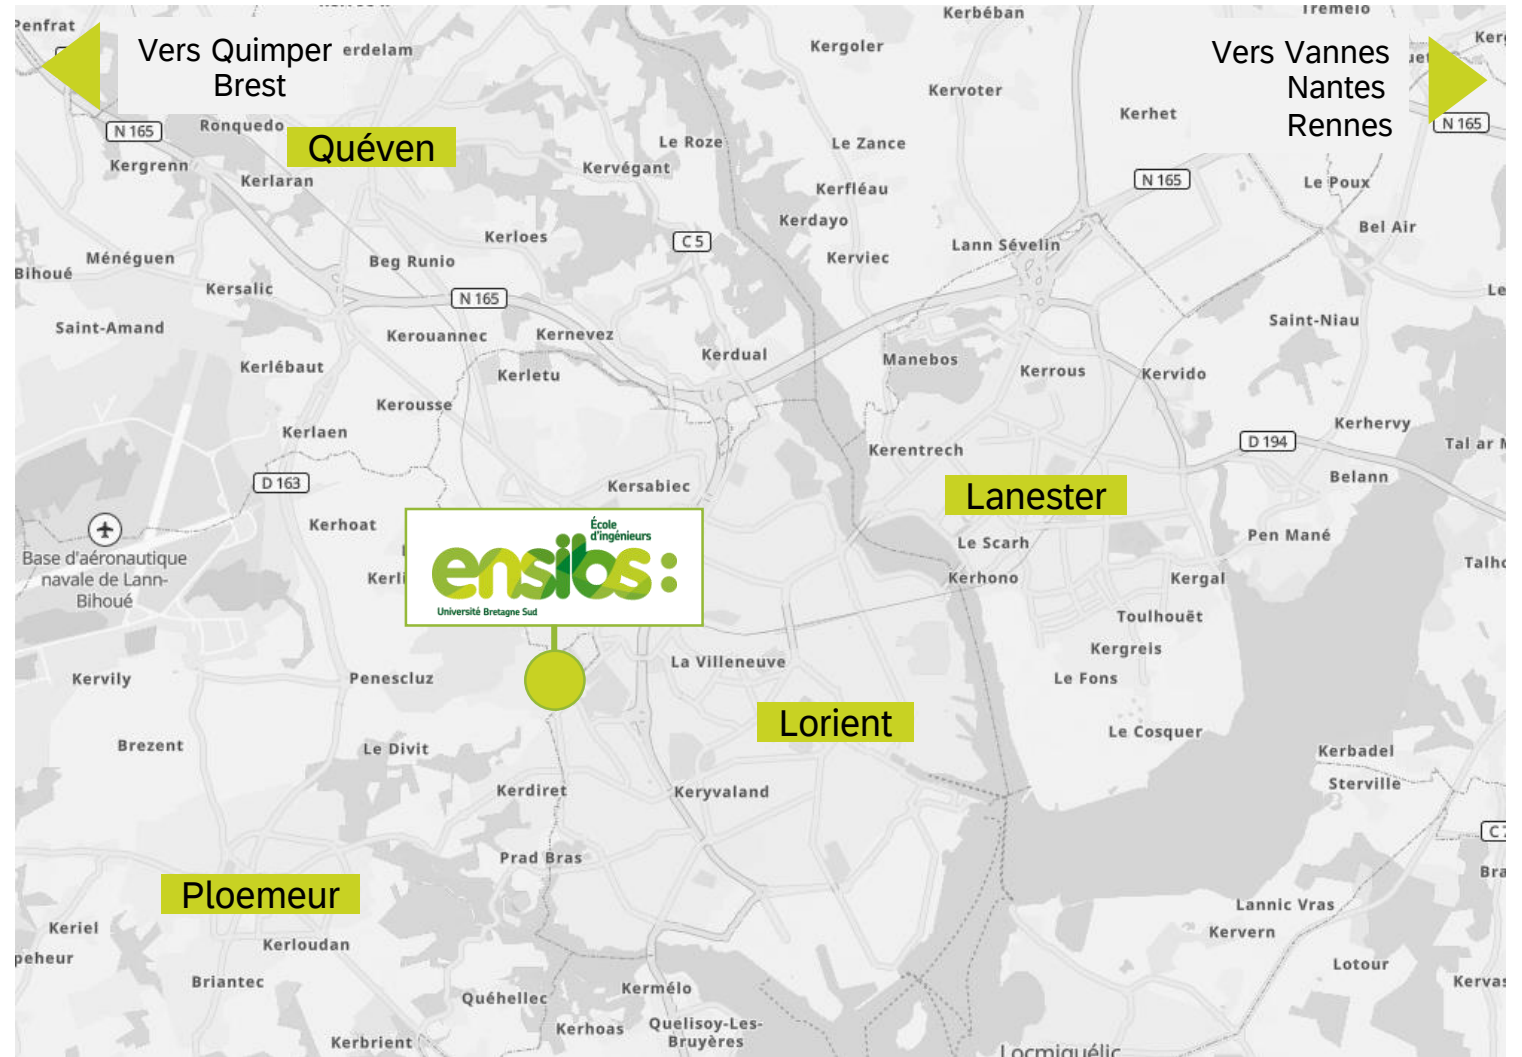 Penfrat
Kerbéban
Kergoler
Vers Quimper
Brest
erdelam
Vers Vannes
Nantes
Rennes
Kervoter
Kerhet
N 165
Ronquedo
Quéven
Le Roze
Le Zance
N 165
Kergrenn
Kerlaran
Kervégant
Kerfléau
N 165
Le Poux
Kerdayo
Bel Air
Kerloes
C 5
Lann Sévelin
Ménéguen
Bihoué
Beg Runio
Kerviec
Kersalic
N 165
Le
Saint-Amand
Kerouannec
Kernevez
Saint-Niau
Kerlébaut
Kerletu
Kerdual
Manebos
Kerrous
Kervido
Kerousse
Kerlaen
Kerentrech
D 194
Kerhervy
Tal ar
D 163
Kersabiec
Lanester
Belann
Kerhoat
École
d'ingénieurs
ensibs
Université Bretagne Sud
Le Scarh
Pen Mané
Base d'aéronautique
navale de Lann-
Bihoué
Kerli
Kerhono
Kergal
Talho
Toulhouët
Kergreis
Kervily
Penescluz
La Villeneuve
Le Fons
Lorient
Brezent
Le Divit
Le Cosquer
Kerbadel
Sterville
Kerdiret
Keryvaland
Prad Bras
Bra
Ploemeur
Lannic Vras
Keriel
Kerloudan
Kervern
peheur
Lotour
Briantec
Quéhellec
Kermélo
Kervas
Kerhoas
Quelisoy-Les-
Bruyères
Kerbrient
Locmiquélic